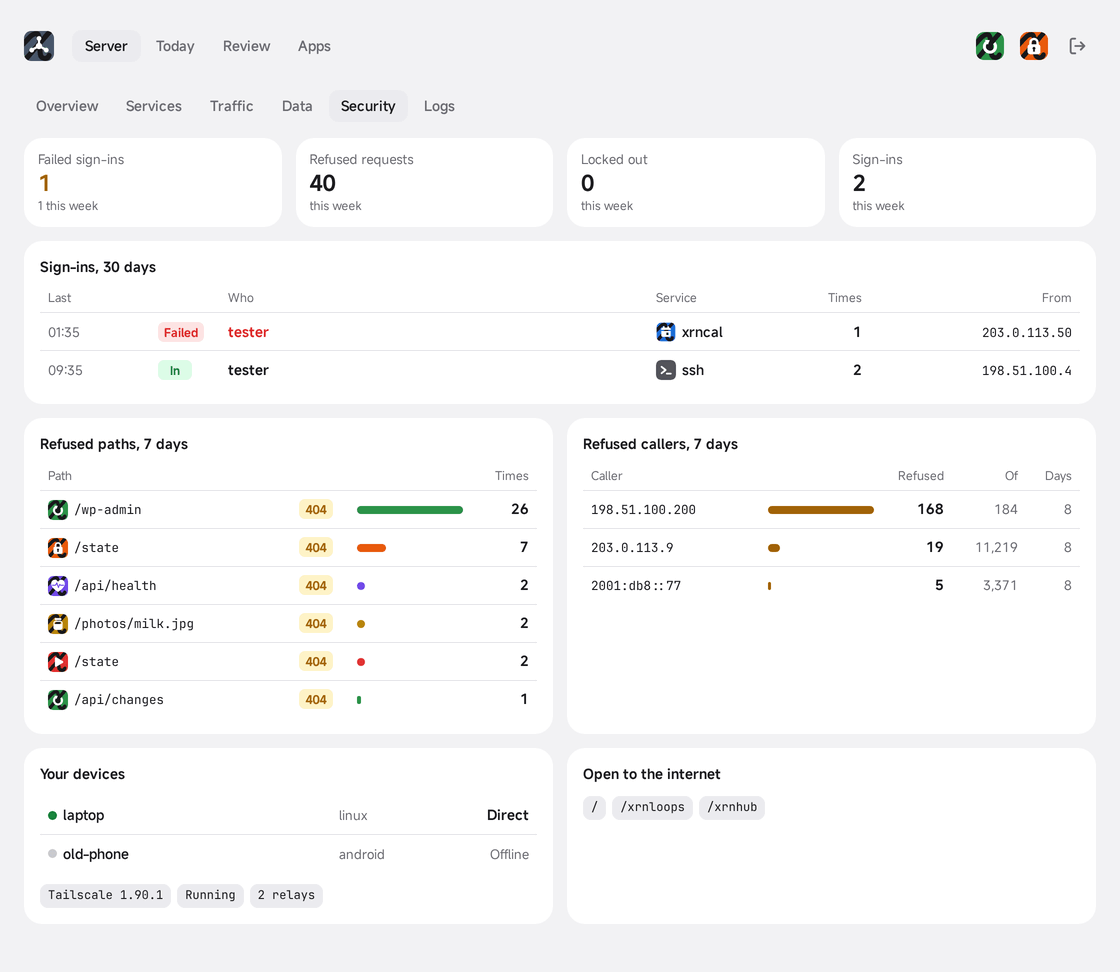 Server Today Review Apps
Overview Services Traffic Data Security Logs
Failed sign-ins
1
1 this week
Refused requests
40
this week
Locked out
0
this week
Sign-ins
2
this week
Sign-ins, 30 days
Last Who Service Times From
01:35 Failed tester xrncal 1 203.0.113.50
09:35 In tester ssh 2 198.51.100.4
Refused paths, 7 days
Path Times
/wp-admin 404 26
/state 404 7
/api/health 404 2
/photos/milk.jpg 404 2
/state 404 2
/api/changes 404 1
Refused callers, 7 days
Caller Refused Of Days
198.51.100.200 168 184 8
203.0.113.9 19 11,219 8
2001:db8::77 5 3,371 8
Your devices
laptop linux Direct
old-phone android Offline
Tailscale 1.90.1 Running 2 relays
Open to the internet
/ /xrnloops /xrnhub